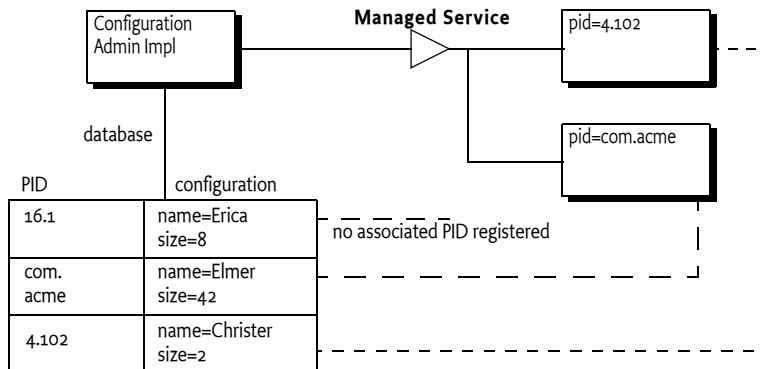 Configuration
Admin Impl
Managed Service
pid=4.102
pid=com.acme
database
PID
configuration
16.1
name=Erica
size=8
no associated PID registered
com.
acme
name=Elmer
size=42
4.102
name=Christer
size=2